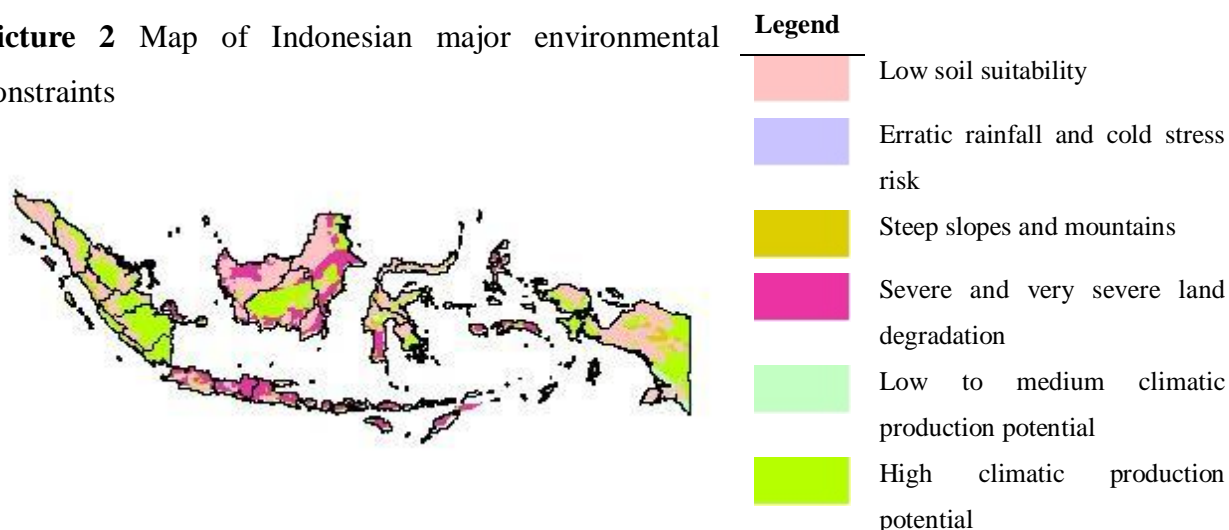 icture 2 Map of Indonesian major environmental
onstraints
Legend
Low soil suitability
Erratic rainfall and cold stress
risk
Steep slopes and mountains
Severe and very severe land
degradation
Low to medium climatic
production potential
High climatic production
potential